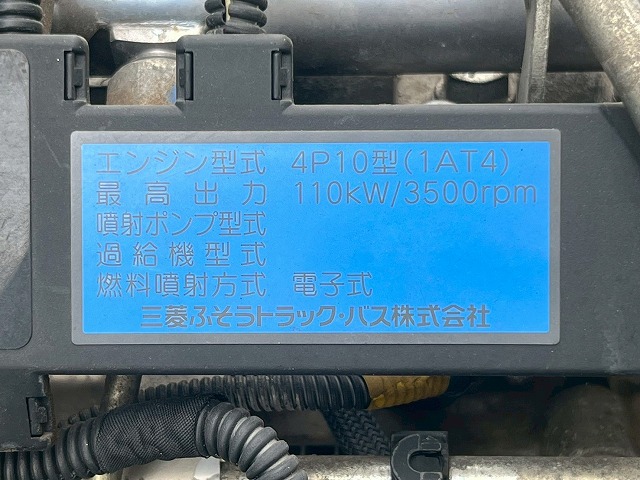 エンジン型式 4P10型(1AT4)
最高出力 110kW/3500rpm
噴射ポンプ型式
過給機型式
燃料噴射方式 電子式
三菱ふそうトラック・バス株式会社